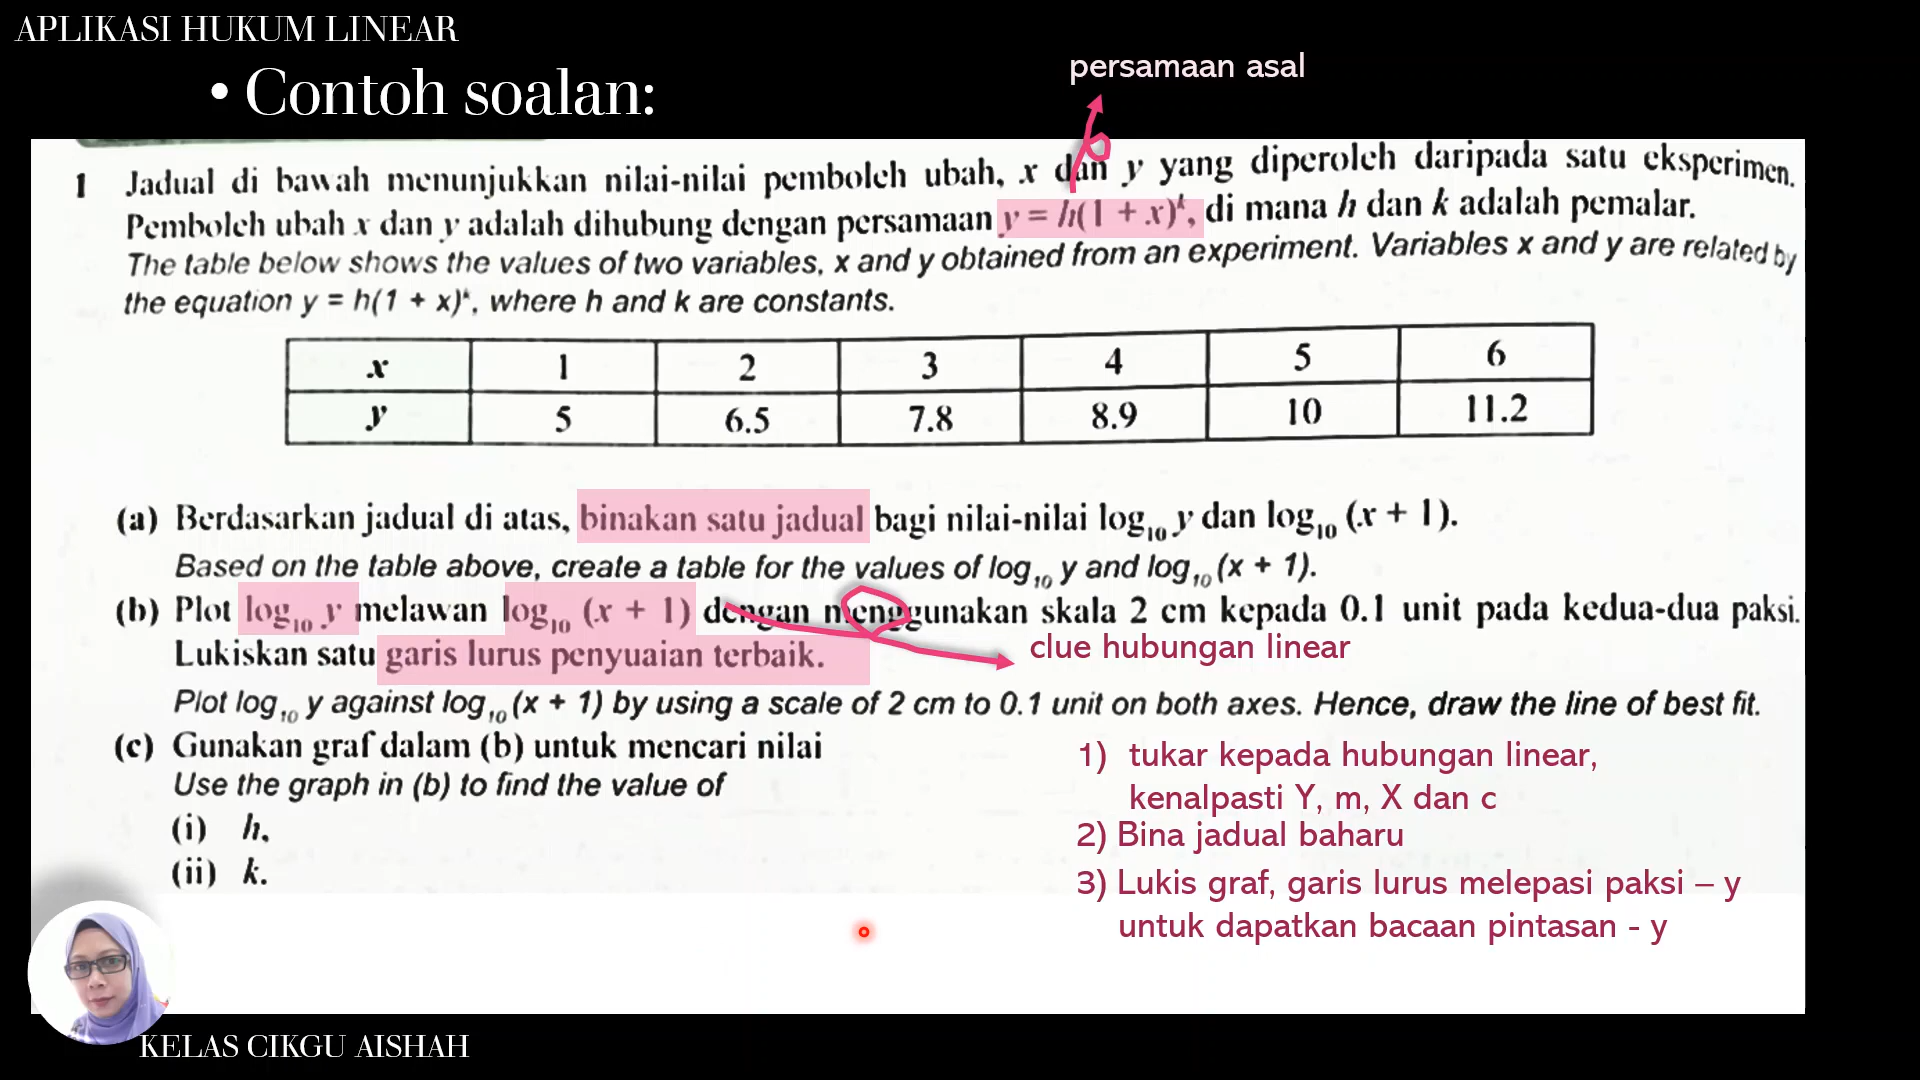 APLIKASI HUKUM LINEAR
• Contoh soalan:
persamaan asal
1 Jadual di bawah menunjukkan nilai-nilai pemboleh ubah, x dan y yang diperoleh daripada satu eksperimen.
Pemboleh ubah x dan y adalah dihubung dengan persamaan y = h(1 + x)ᵏ, di mana h dan k adalah pemalar.
The table below shows the values of two variables, x and y obtained from an experiment. Variables x and y are related by
the equation y = h(1 + x)ᵏ, where h and k are constants.
x 1 2 3 4 5 6
y 5 6.5 7.8 8.9 10 11.2
(a) Berdasarkan jadual di atas, binakan satu jadual bagi nilai-nilai log₁₀ y dan log₁₀ (x + 1).
Based on the table above, create a table for the values of log₁₀ y and log₁₀ (x + 1).
(b) Plot log₁₀ y melawan log₁₀ (x + 1) dengan menggunakan skala 2 cm kepada 0.1 unit pada kedua-dua paksi.
Lukiskan satu garis lurus penyuaian terbaik.
clue hubungan linear
Plot log₁₀ y against log₁₀ (x + 1) by using a scale of 2 cm to 0.1 unit on both axes. Hence, draw the line of best fit.
(c) Gunakan graf dalam (b) untuk mencari nilai
Use the graph in (b) to find the value of
(i) h.
(ii) k.
1) tukar kepada hubungan linear,
kenalpasti Y, m, X dan c
2) Bina jadual baharu
3) Lukis graf, garis lurus melepasi paksi – y
untuk dapatkan bacaan pintasan - y
KELAS CIKGU AISHAH